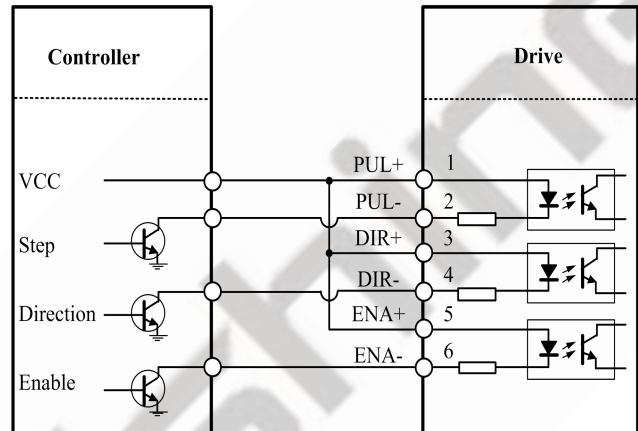 Controller
Drive
VCC
Step
Direction
Enable
PUL+ 1
PUL- 2
DIR+ 3
DIR- 4
ENA+ 5
ENA- 6